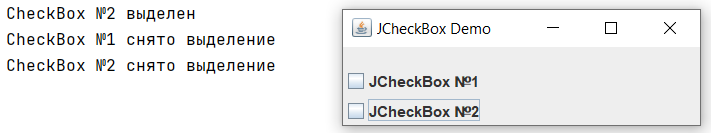 CheckBox №2 выделен
CheckBox №1 снято выделение
CheckBox №2 снято выделение
JCheckBox Demo
JCheckBox №1
JCheckBox №2